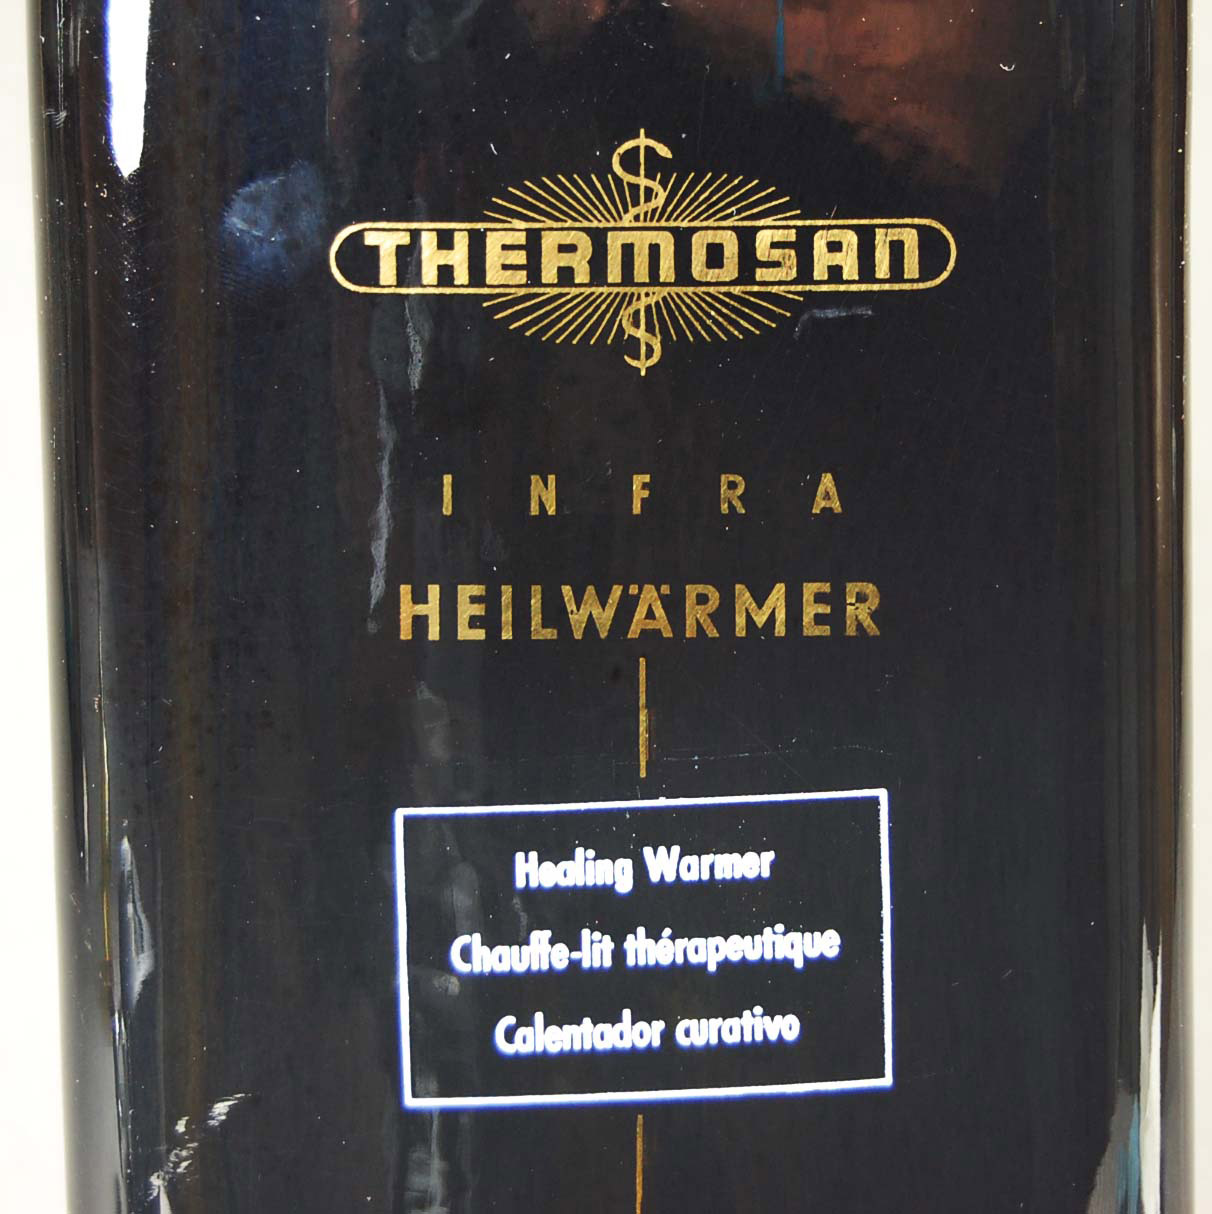 THERMOSAN
INFRA
HEILWÄRMER
Healing Warmer
Chauffe-lit thérapeutique
Calentador curativo